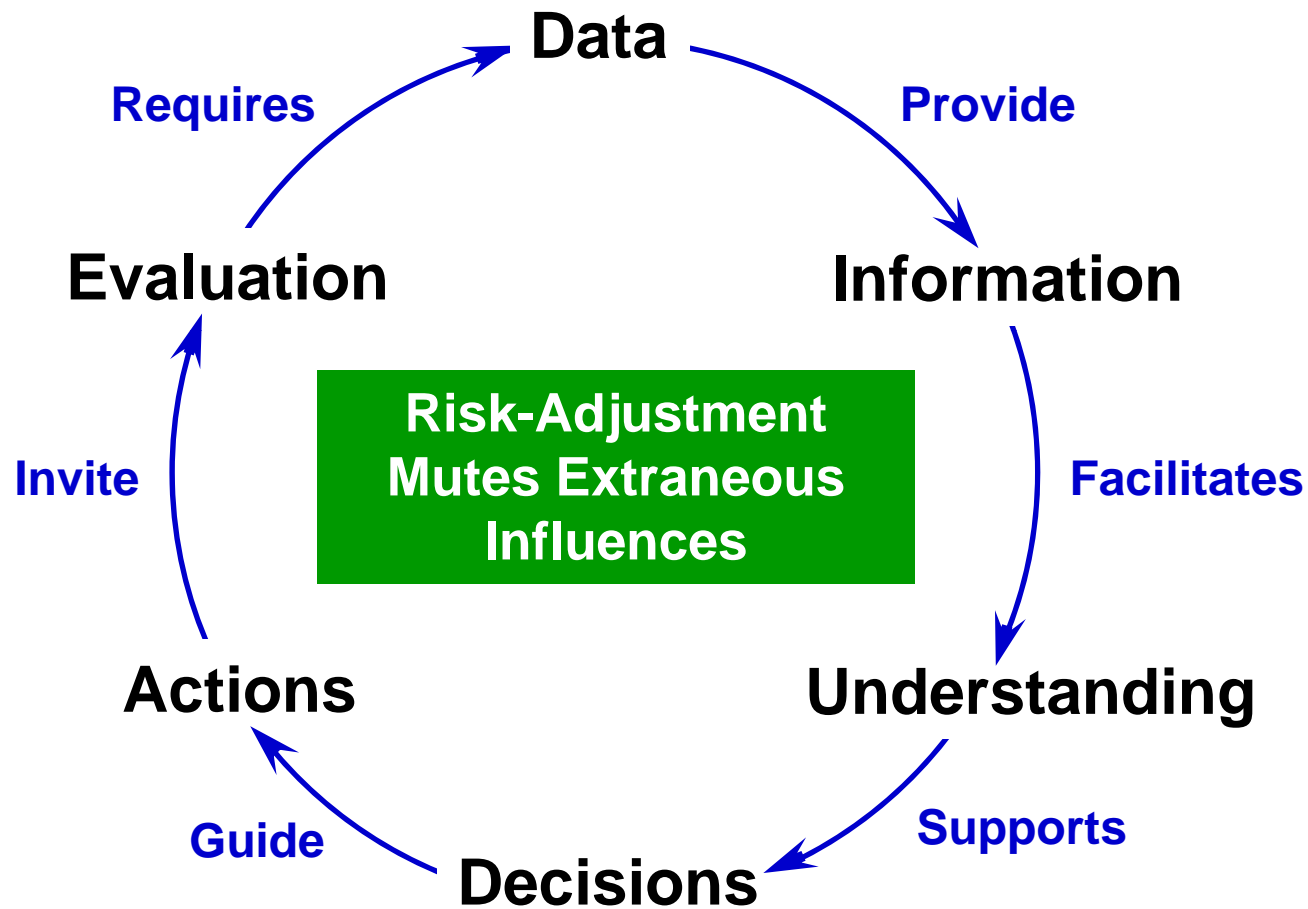 Data
Provide
Information
Facilitates
Understanding
Supports
Decisions
Guide
Actions
Invite
Evaluation
Requires
Risk-Adjustment
Mutes Extraneous
Influences